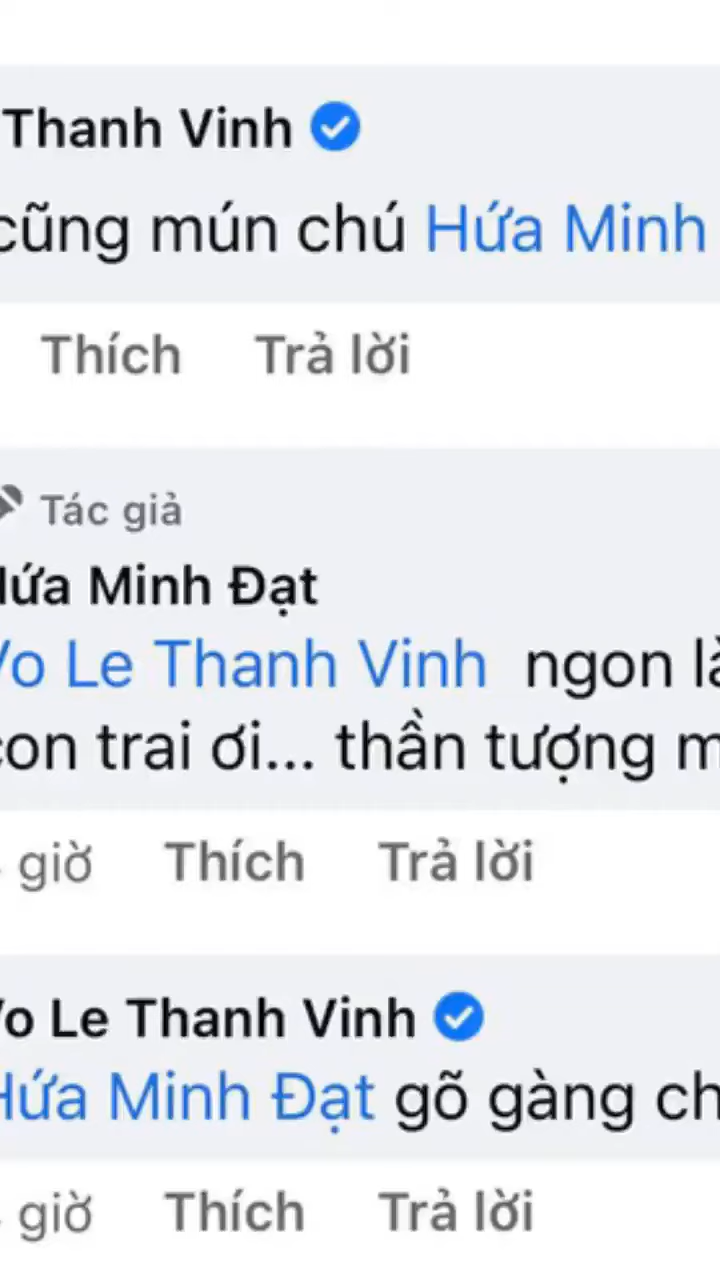 Thanh Vinh
cũng mún chú Hứa Minh
Thích Trả lời
Tác giả
Hứa Minh Đạt
Vo Le Thanh Vinh ngon
con trai ơi... thần tượng
giờ Thích Trả lời
Vo Le Thanh Vinh
Hứa Minh Đạt gõ gàng
giờ Thích Trả lời